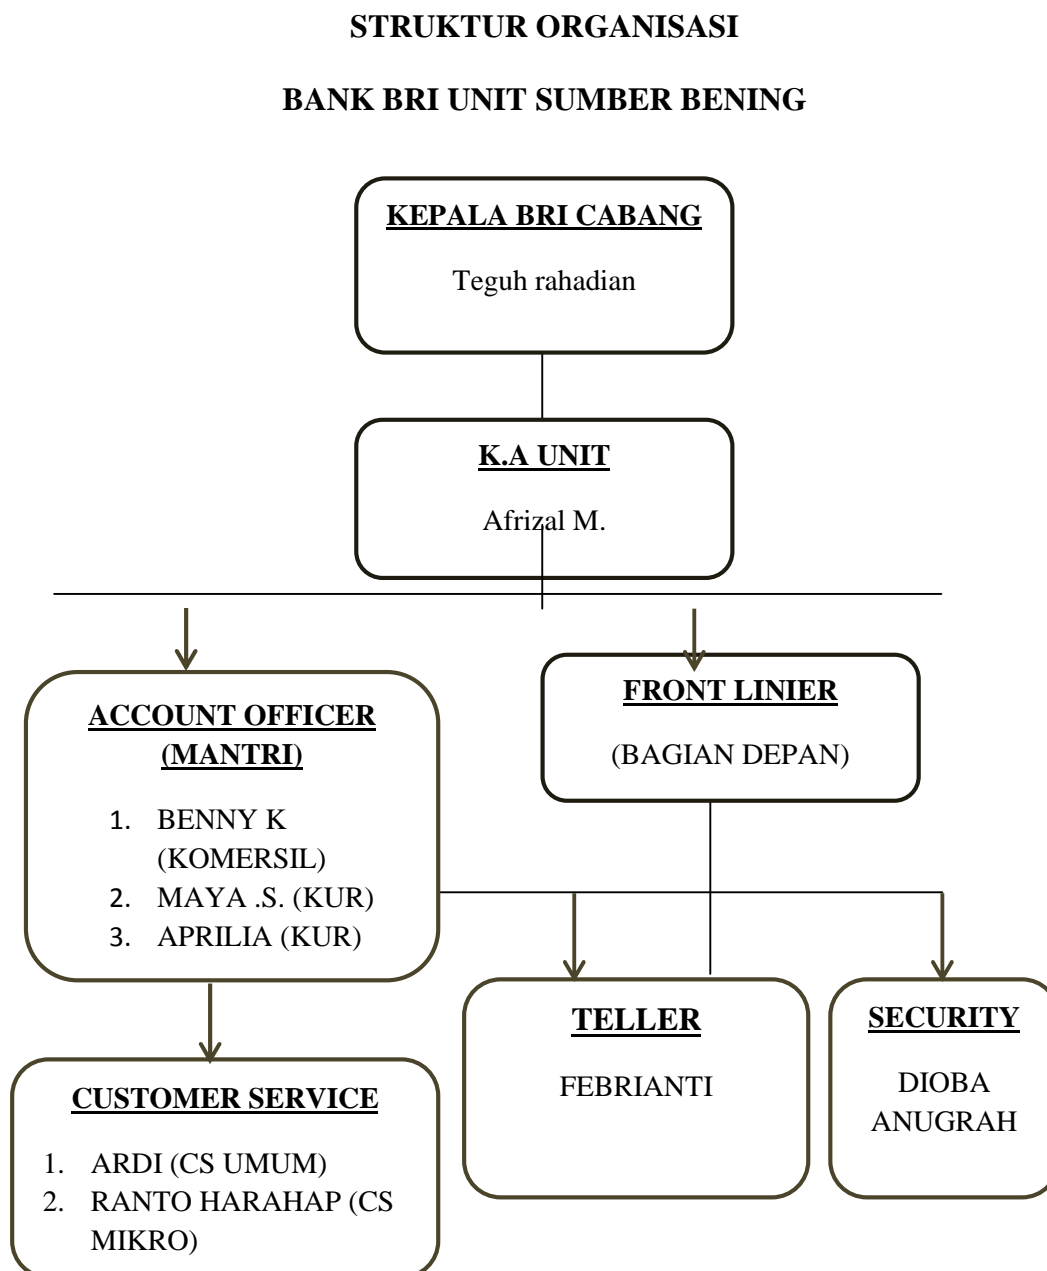 STRUKTUR ORGANISASI
BANK BRI UNIT SUMBER BENING
KEPALA BRI CABANG
Teguh rahadian
K.A UNIT
Afrizal M.
ACCOUNT OFFICER
(MANTRI)
1. BENNY K
(KOMERSIL)
2. MAYA .S. (KUR)
3. APRILIA (KUR)
FRONT LINIER
(BAGIAN DEPAN)
CUSTOMER SERVICE
1. ARDI (CS UMUM)
2. RANTO HARAHAP (CS
MIKRO)
TELLER
FEBRIANTI
SECURITY
DIOBA
ANUGRAH